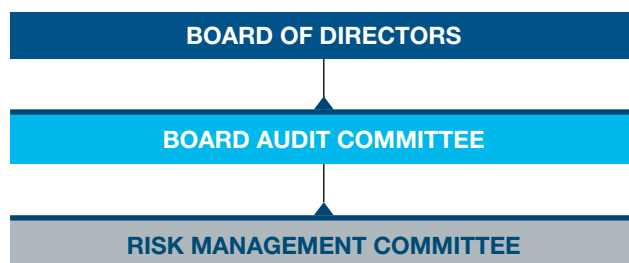 BOARD OF DIRECTORS
BOARD AUDIT COMMITTEE
RISK MANAGEMENT COMMITTEE